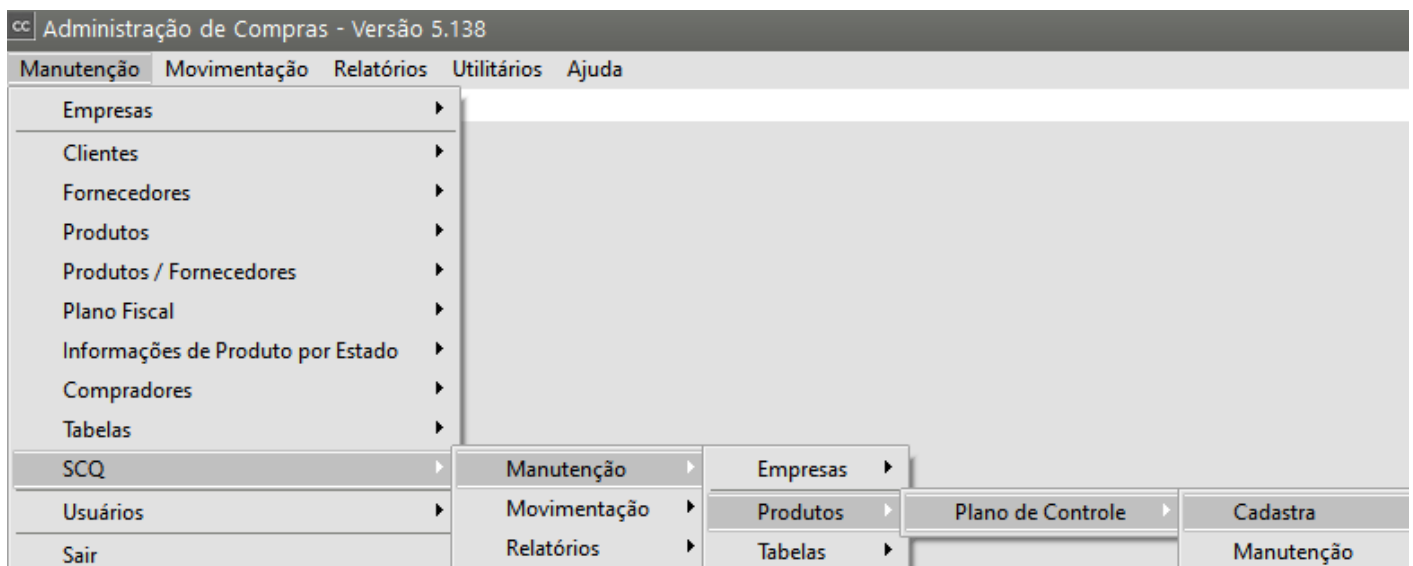 cc Administração de Compras - Versão 5.138
Manutenção Movimentação Relatórios Utilitários Ajuda
Empresas
Clientes
Fornecedores
Produtos
Produtos / Fornecedores
Plano Fiscal
Informações de Produto por Estado
Compradores
Tabelas
SCQ Manutenção Empresas
Usuários Movimentação Produtos Plano de Controle Cadastra
Sair Relatórios Tabelas Manutenção